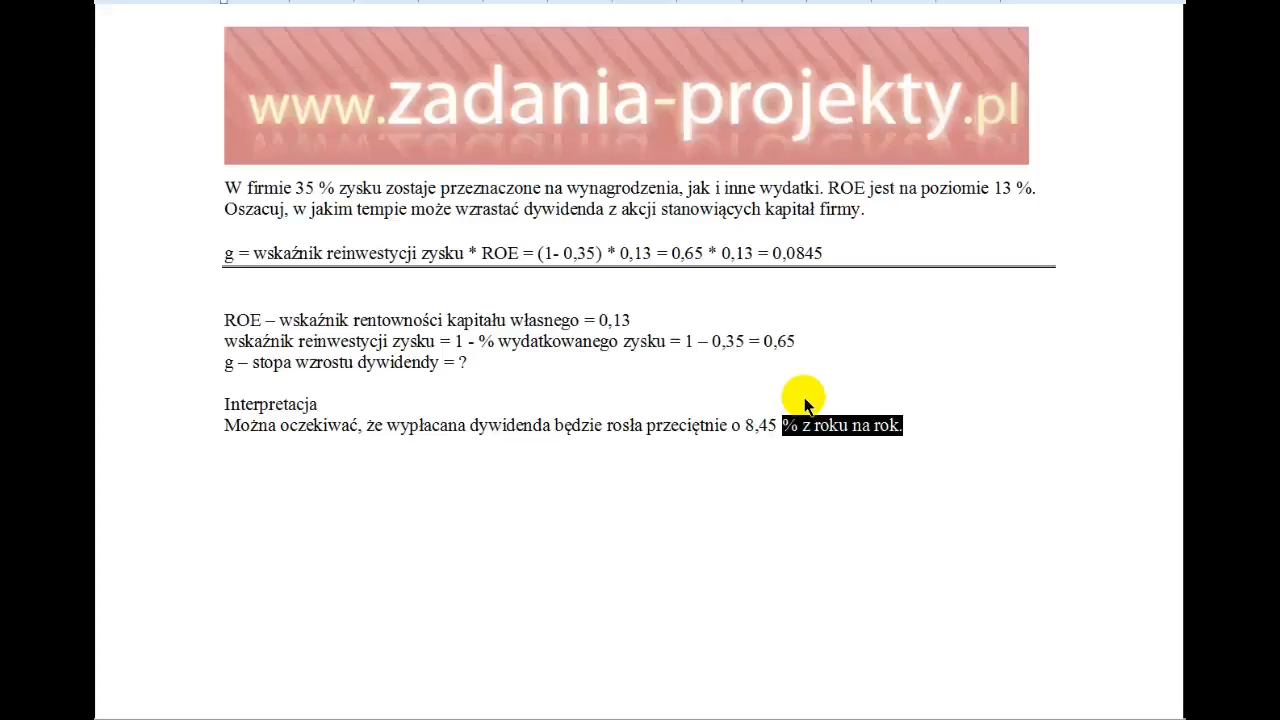 www.zadania-projekty.pl
W firmie 35 % zysku zostaje przeznaczone na wynagrodzenia, jak i inne wydatki. ROE jest na poziomie 13 %.
Oszacuj, w jakim tempie może wzrastać dywidenda z akcji stanowiących kapitał firmy.
g = wskaźnik reinwestycji zysku * ROE = (1- 0,35) * 0,13 = 0,65 * 0,13 = 0,0845
ROE – wskaźnik rentowności kapitału własnego = 0,13
wskaźnik reinwestycji zysku = 1 - % wydatkowanego zysku = 1 – 0,35 = 0,65
g – stopa wzrostu dywidendy = ?
Interpretacja
Można oczekiwać, że wypłacana dywidenda będzie rosła przeciętnie o 8,45 % z roku na rok.